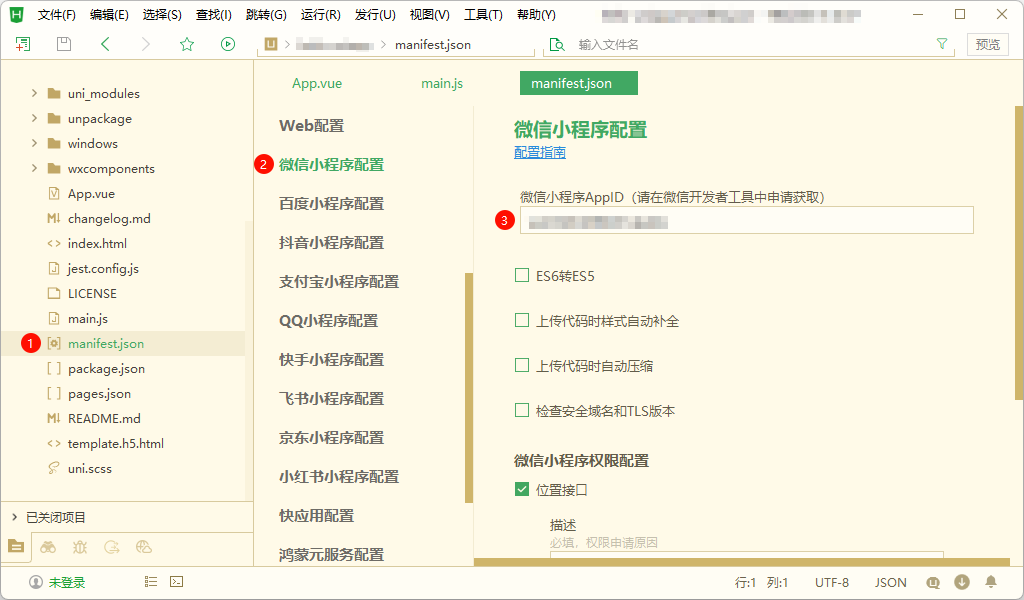 文件(F) 编辑(E) 选择(S) 查找(I) 跳转(G) 运行(R) 发行(U) 视图(V) 工具(T) 帮助(Y)
manifest.json 输入文件名 预览
uni_modules
unpackage
windows
wxcomponents
App.vue
changelog.md
index.html
jest.config.js
LICENSE
main.js
1 manifest.json
package.json
pages.json
README.md
template.h5.html
uni.scss
已关闭项目
App.vue main.js manifest.json
Web配置
2 微信小程序配置
百度小程序配置
抖音小程序配置
支付宝小程序配置
QQ小程序配置
快手小程序配置
飞书小程序配置
京东小程序配置
小红书小程序配置
快应用配置
鸿蒙元服务配置
微信小程序配置
配置指南
微信小程序AppID（请在微信开发者工具中申请获取）
3
ES6转ES5
上传代码时样式自动补全
上传代码时自动压缩
检查安全域名和TLS版本
微信小程序权限配置
位置接口
描述
必填，权限申请原因
未登录 行:1 列:1 UTF-8 JSON